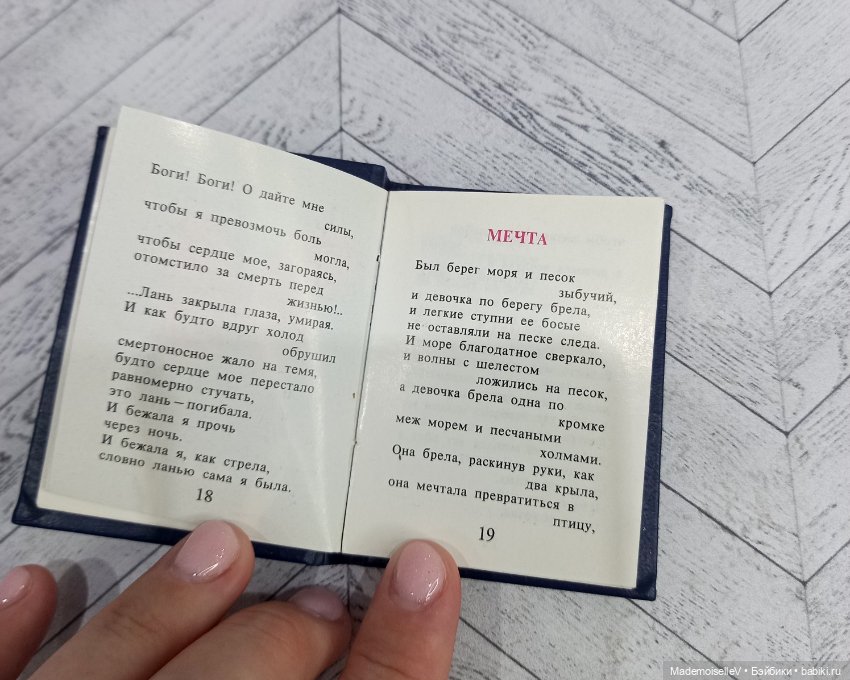 Боги! Боги! О дайте мне
силы,
чтобы я превозмочь боль
могла,
чтобы сердце мое, загораясь,
отомстило за смерть перед
жизнью!..
...Лань закрыла глаза, умирая.
И как будто вдруг холод
обрушил
смертоносное жало на темя,
будто сердце мое перестало
равномерно стучать,
это лань — погибала.
И бежала я прочь
через ночь.
И бежала я, как стрела,
словно ланью сама я была.
18
МЕЧТА
Был берег моря и песок
зыбучий,
и девочка по берегу брела,
и легкие ступни ее босые
не оставляли на песке следа.
И море благодатное сверкало,
и волны с шелестом
ложились на песок,
а девочка брела одна по
кромке
меж морем и песчаными
холмами.
Она брела, раскинув руки, как
два крыла,
она мечтала превратиться в
птицу,
19
MademoiselleV • Бэйбики • babiki.ru